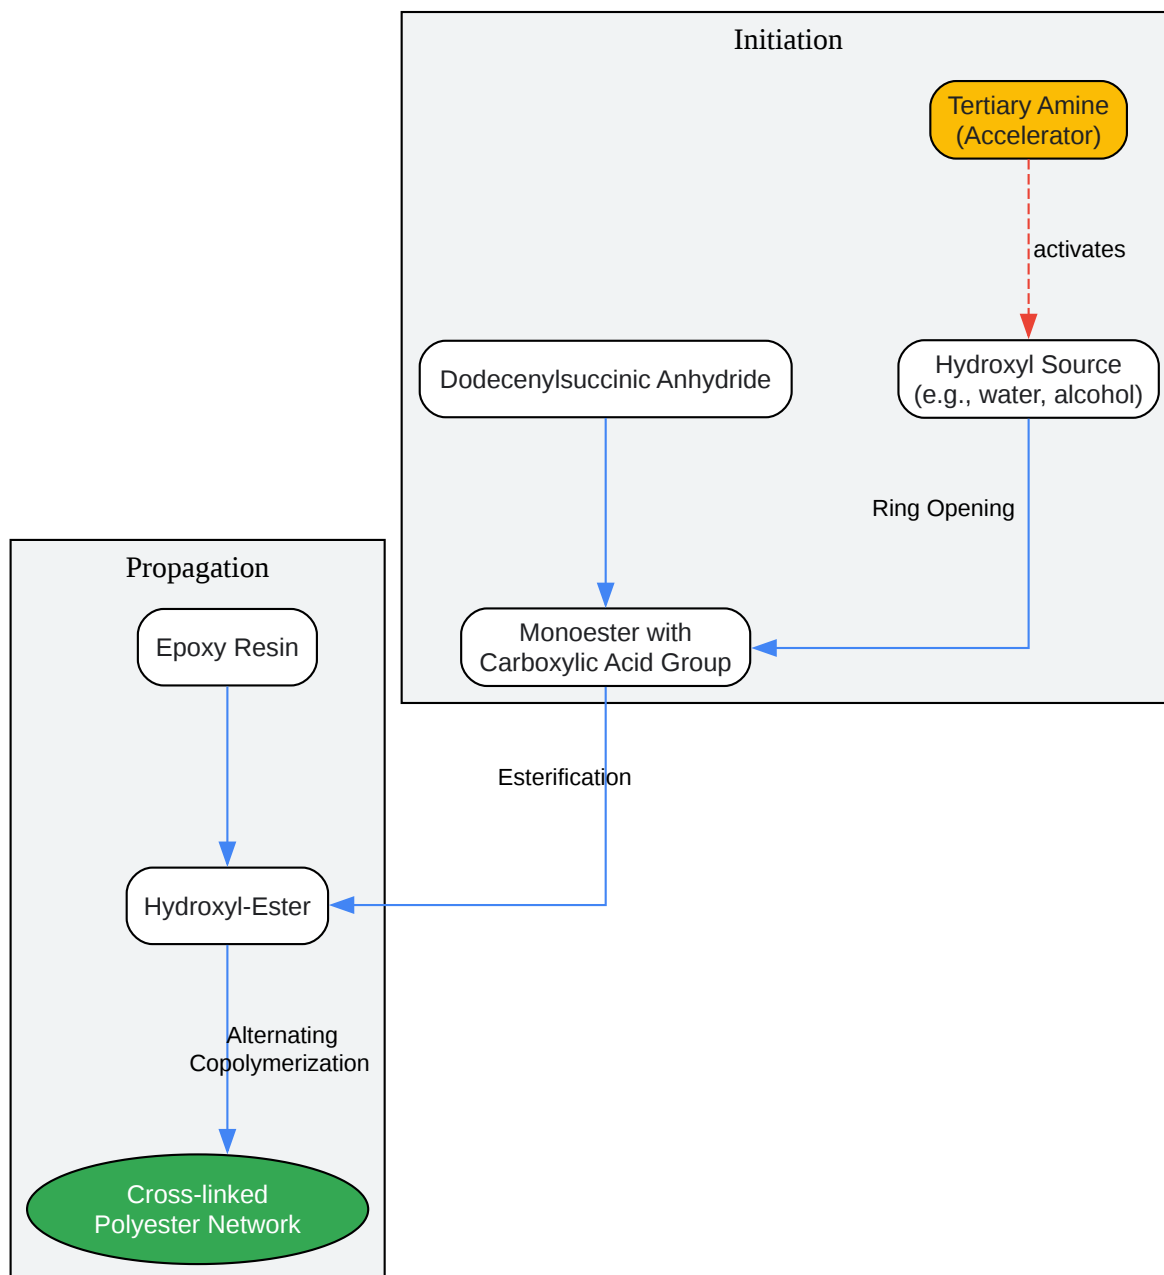 Initiation
Tertiary Amine
(Accelerator)
activates
Dodecenylsuccinic Anhydride
Hydroxyl Source
(e.g., water, alcohol)
Ring Opening
Monoester with
Carboxylic Acid Group
Propagation
Epoxy Resin
Esterification
Hydroxyl-Ester
Alternating
Copolymerization
Cross-linked
Polyester Network